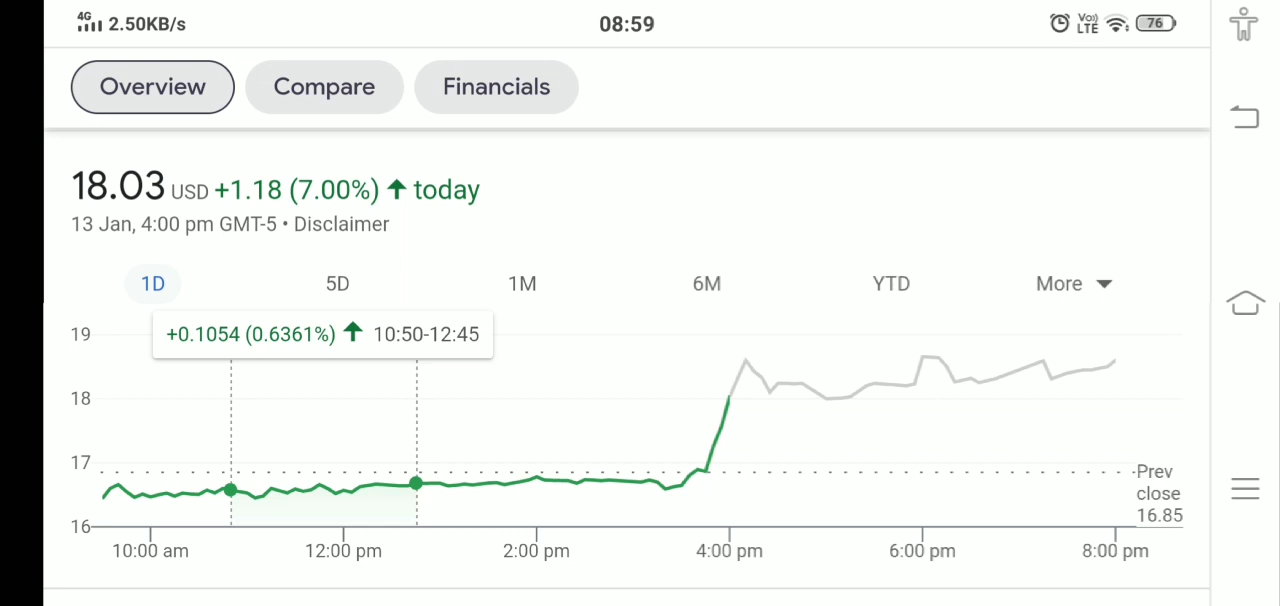 4G 2.50KB/s 08:59 Vo)) LTE 76
Overview Compare Financials
18.03 USD +1.18 (7.00%) ↑ today
13 Jan, 4:00 pm GMT-5 • Disclaimer
1D 5D 1M 6M YTD More
+0.1054 (0.6361%) ↑ 10:50-12:45
19
18
17
Prev
close
16.85
16
10:00 am 12:00 pm 2:00 pm 4:00 pm 6:00 pm 8:00 pm